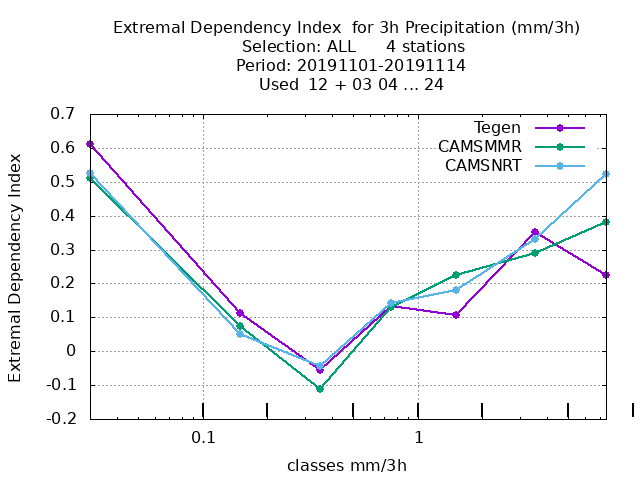 Extremal Dependency Index  for 3h Precipitation (mm/3h)
Selection: ALL      4 stations
Period: 20191101-20191114
Used  12 + 03 04 ... 24
Tegen
CAMSMMR
CAMSNRT
Extremal Dependency Index
0.7
0.6
0.5
0.4
0.3
0.2
0.1
0
-0.1
-0.2
0.1 1
classes mm/3h